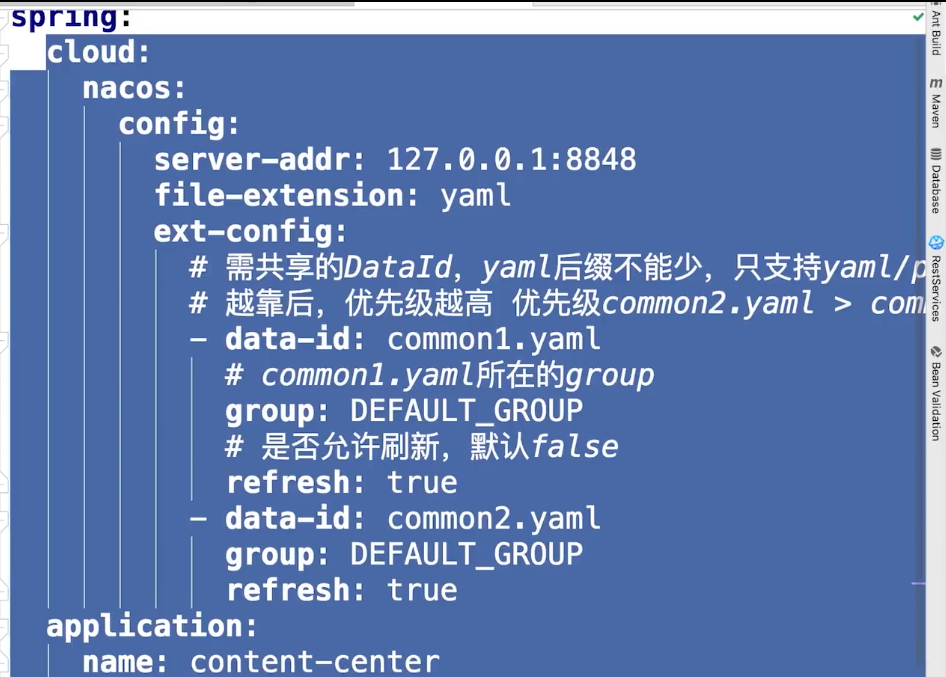 spring:
cloud:
nacos:
config:
server-addr: 127.0.0.1:8848
file-extension: yaml
ext-config:
# 需共享的DataId，yaml后缀不能少，只支持yaml/p
# 越靠后，优先级越高 优先级common2.yaml > com
- data-id: common1.yaml
# common1.yaml所在的group
group: DEFAULT_GROUP
# 是否允许刷新，默认false
refresh: true
- data-id: common2.yaml
group: DEFAULT_GROUP
refresh: true
application:
name: content-center
Ant Build
Maven
Database
RestServices
Bean Validation